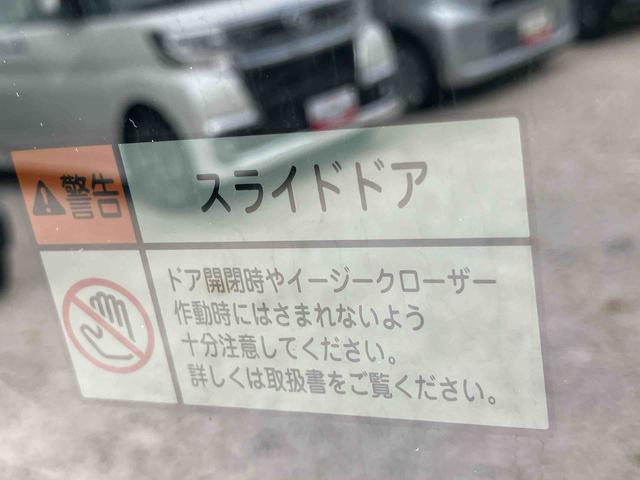 警告
スライドドア
ドア開閉時やイージークローザー
作動時にはさまれないよう
十分注意してください。
詳しくは取扱書をご覧ください。